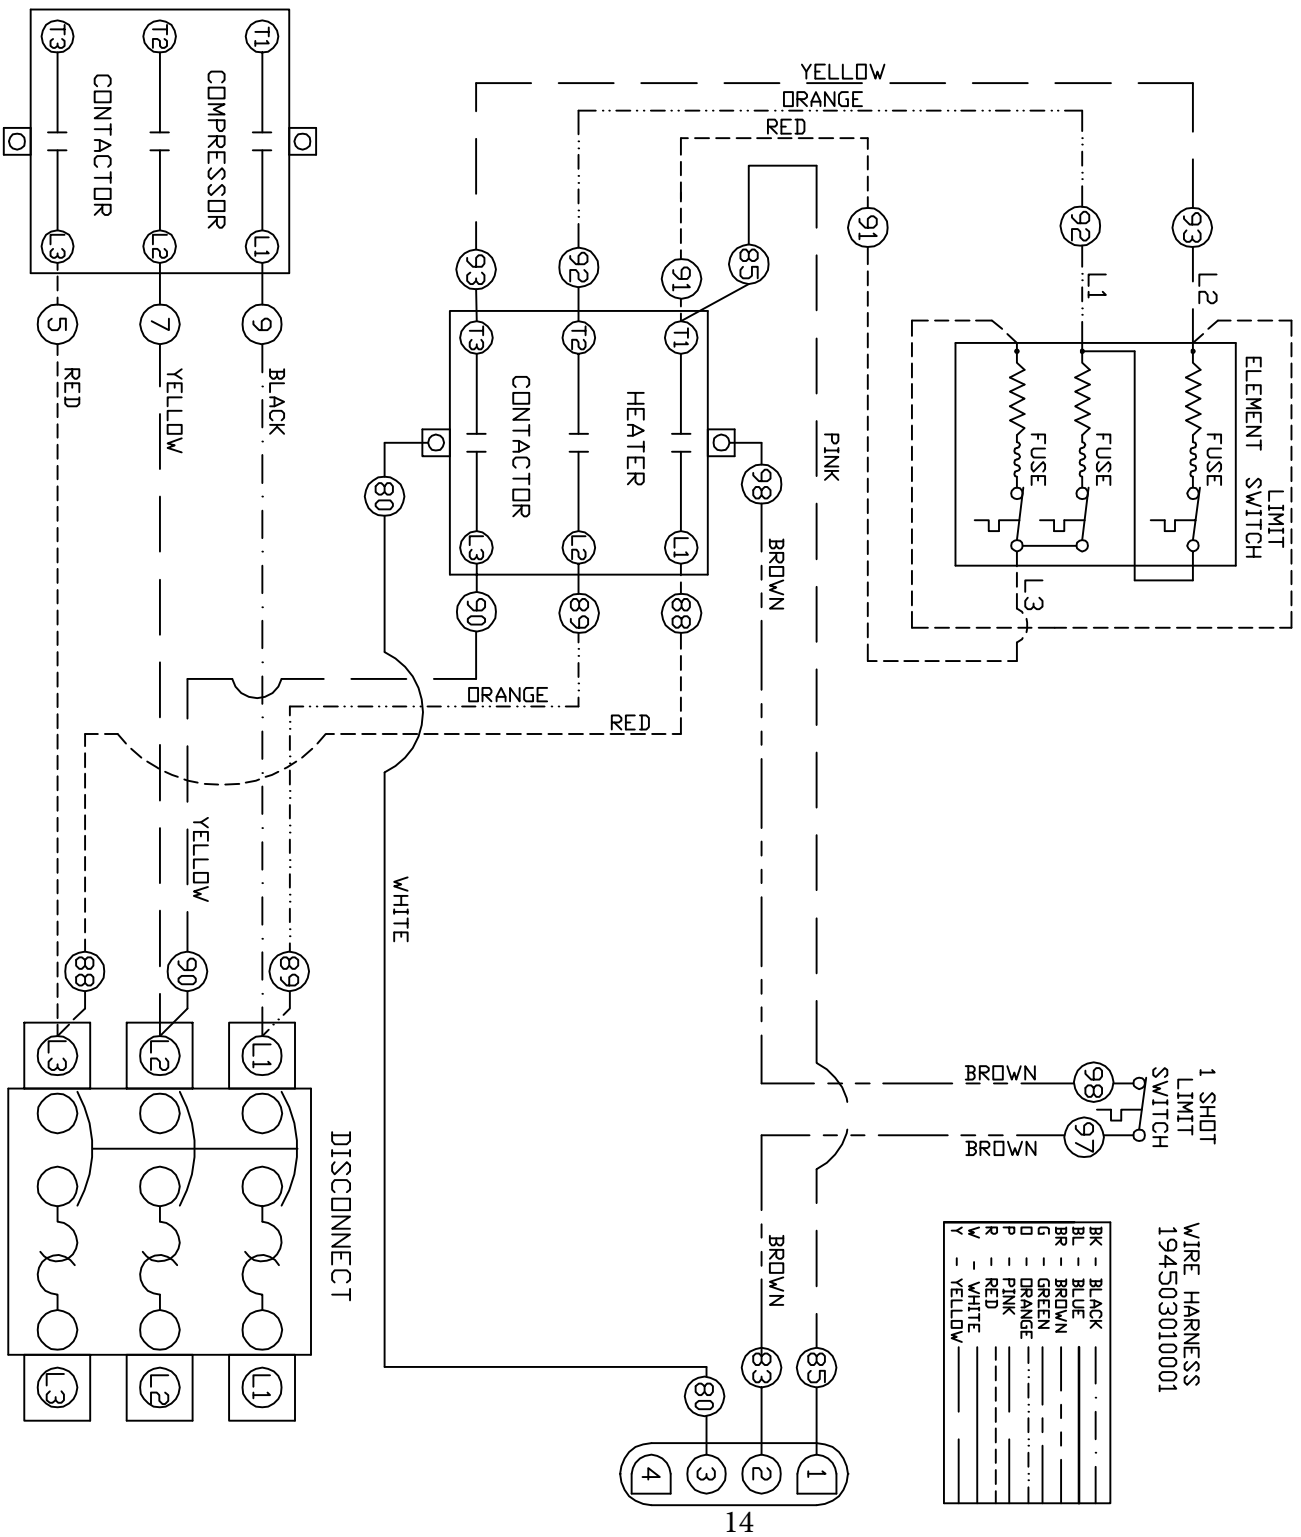 YELLOW
ORANGE
RED
T3
T2
T1
COMPRESSOR
CONTACTOR
L3
L2
L1
5
7
9
RED
YELLOW
BLACK
93
92
91
85
91
92
93
L1
L2
T3
T2
T1
HEATER
CONTACTOR
L3
L2
L1
80
98
90
89
88
PINK
BROWN
ELEMENT
LIMIT
SWITCH
FUSE
FUSE
FUSE
L3
ORANGE
RED
YELLOW
WHITE
88
90
89
L3
L2
L1
DISCONNECT
L3
L2
L1
BROWN
98
97
BROWN
1 SHOT
LIMIT
SWITCH
BROWN
WIRE HARNESS
194503010001
BK - BLACK
BL - BLUE
BR - BROWN
G - GREEN
O - ORANGE
P - PINK
R - RED
W - WHITE
Y - YELLOW
85
83
80
1
2
3
4
14